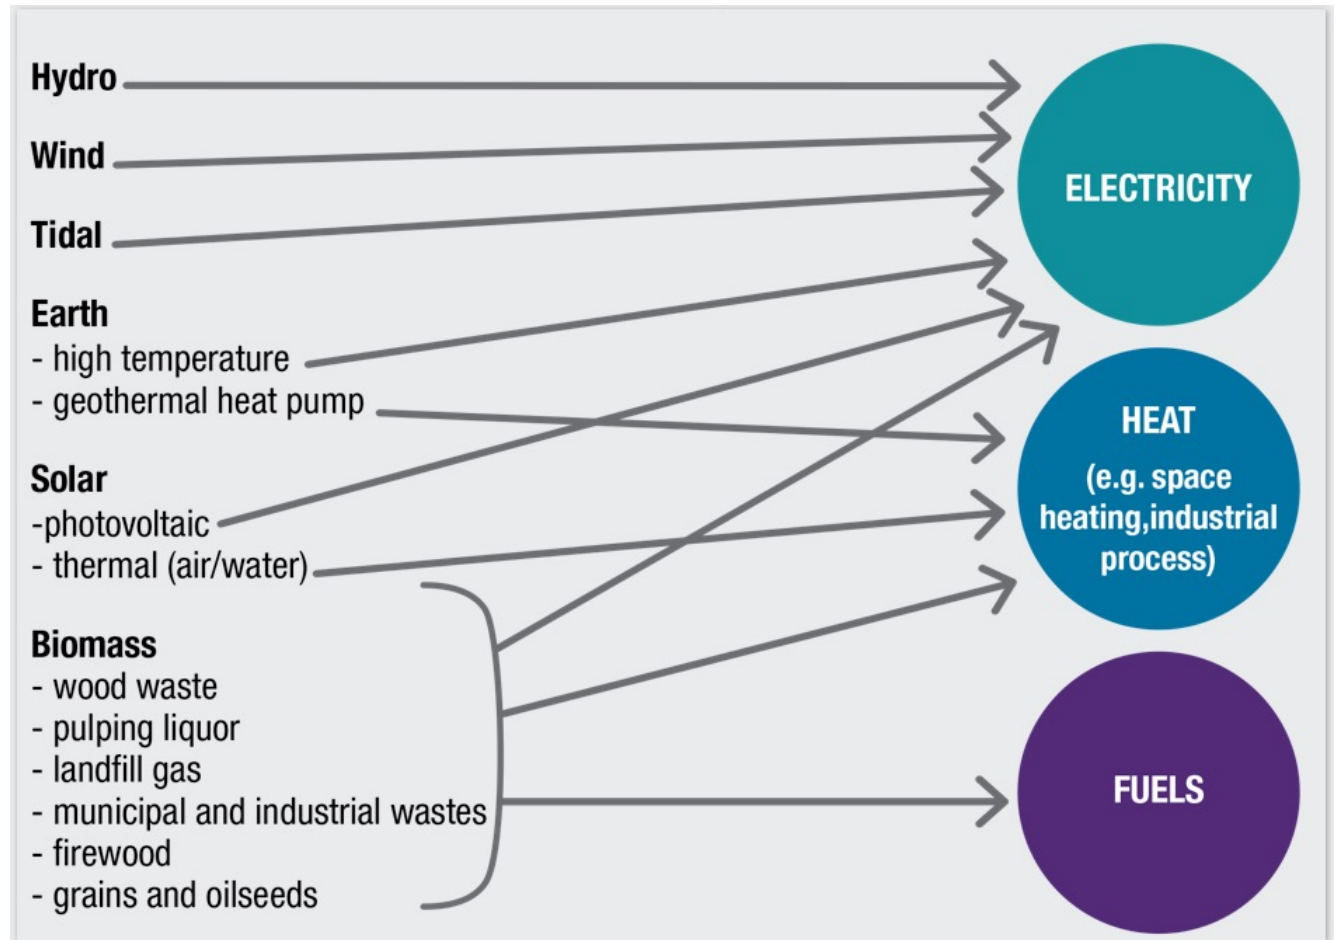 Hydro
Wind
Tidal
Earth
- high temperature
- geothermal heat pump
Solar
-photovoltaic
- thermal (air/water)
Biomass
- wood waste
- pulping liquor
- landfill gas
- municipal and industrial wastes
- firewood
- grains and oilseeds
ELECTRICITY
HEAT
(e.g. space
heating,industrial
process)
FUELS